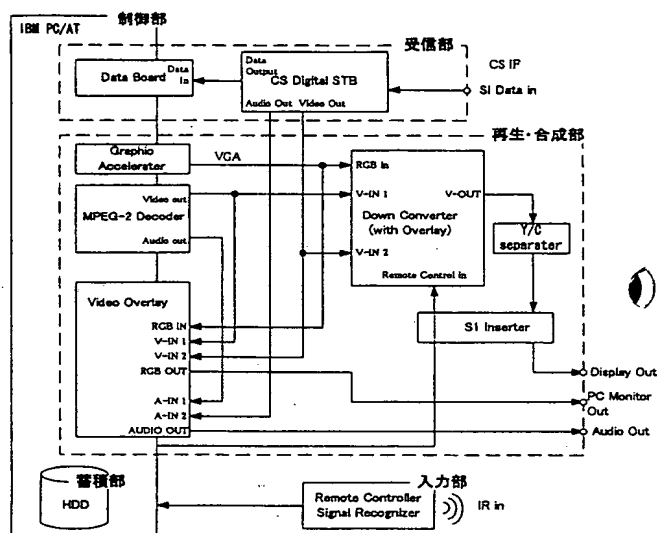 IBM PC/AT
制御部
受信部
Data Board
Data In
Data Output
CS Digital STB
Audio Out Video Out
CS IF
SI Data in
再生・合成部
Graphic Accelerater
VGA
RGB In
Video out
MPEG-2 Decoder
Audio out
V-IN 1
V-OUT
Down Converter
(with Overlay)
V-IN 2
Remote Control in
Y/C separater
Video Overlay
RGB IN
V-IN 1
V-IN 2
RGB OUT
A-IN 1
A-IN 2
AUDIO OUT
SI Inserter
Display Out
PC Monitor Out
Audio Out
蓄積部
HDD
入力部
Remote Controller
Signal Recognizer
IR in